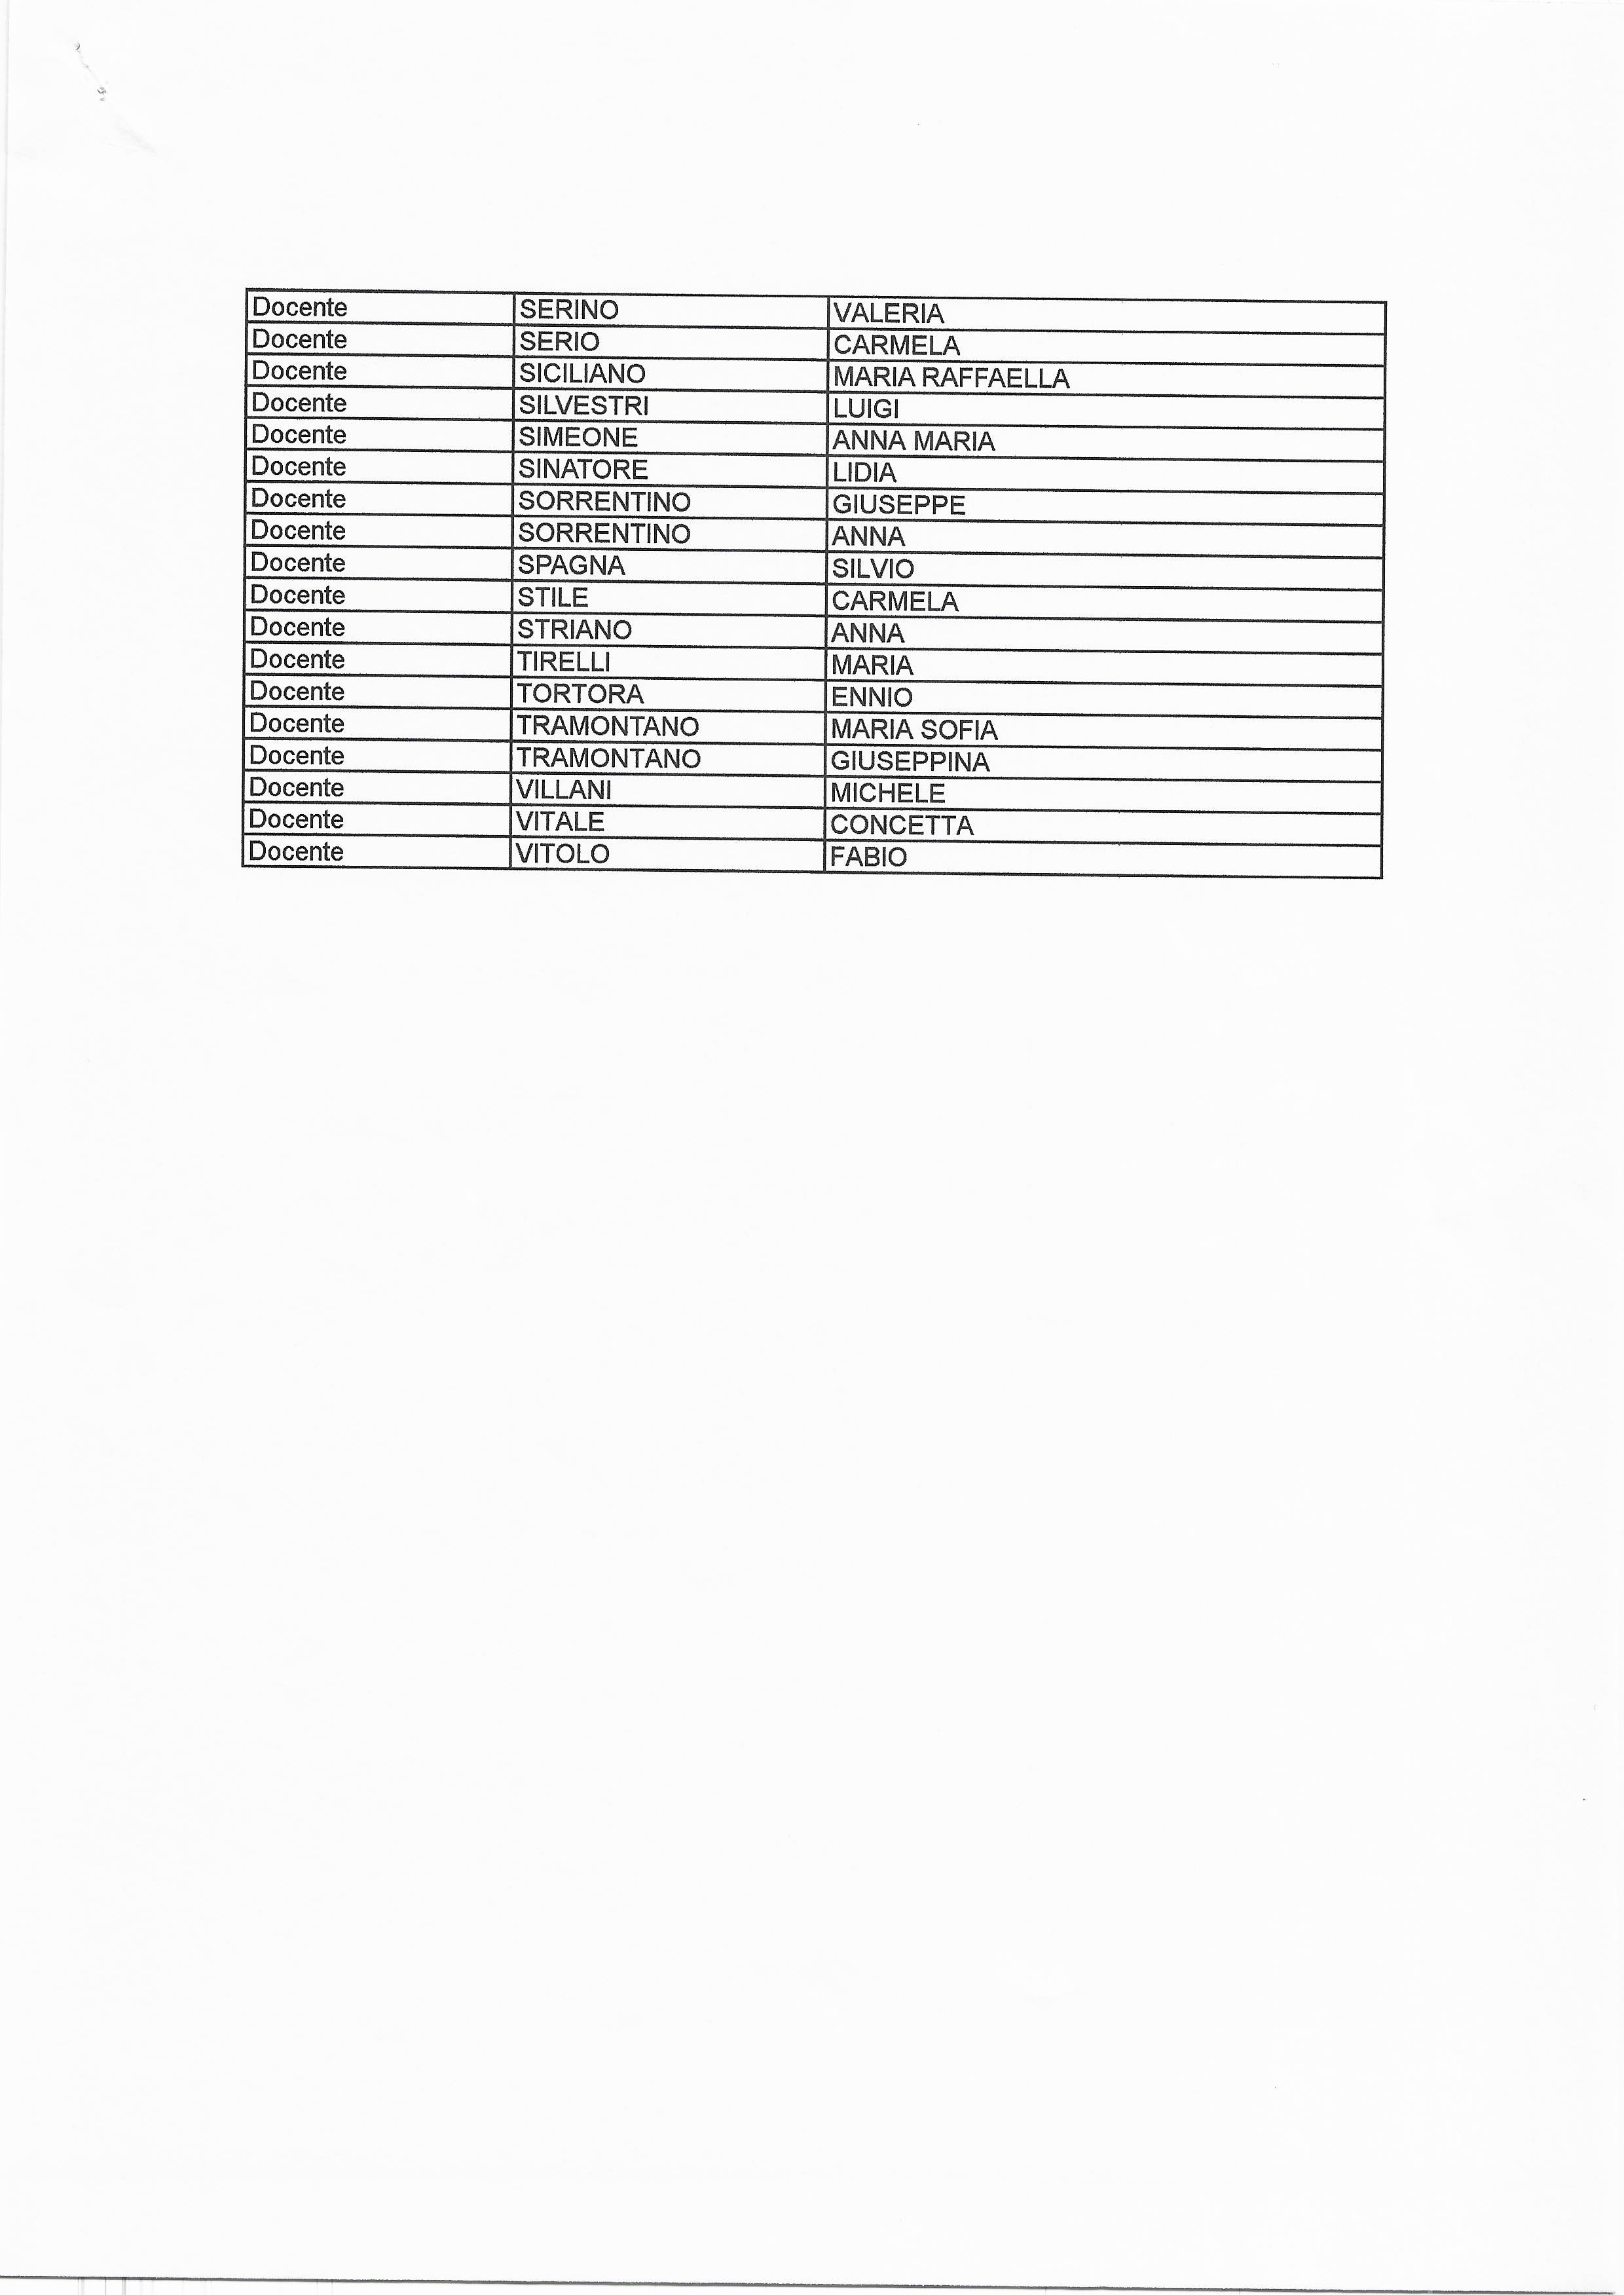 Docente SERINO VALERIA
Docente SERIO CARMELA
Docente SICILIANO MARIA RAFFAELLA
Docente SILVESTRI LUIGI
Docente SIMEONE ANNA MARIA
Docente SINATORE LIDIA
Docente SORRENTINO GIUSEPPE
Docente SORRENTINO ANNA
Docente SPAGNA SILVIO
Docente STILE CARMELA
Docente STRIANO ANNA
Docente TIRELLI MARIA
Docente TORTORA ENNIO
Docente TRAMONTANO MARIA SOFIA
Docente TRAMONTANO GIUSEPPINA
Docente VILLANI MICHELE
Docente VITALE CONCETTA
Docente VITOLO FABIO